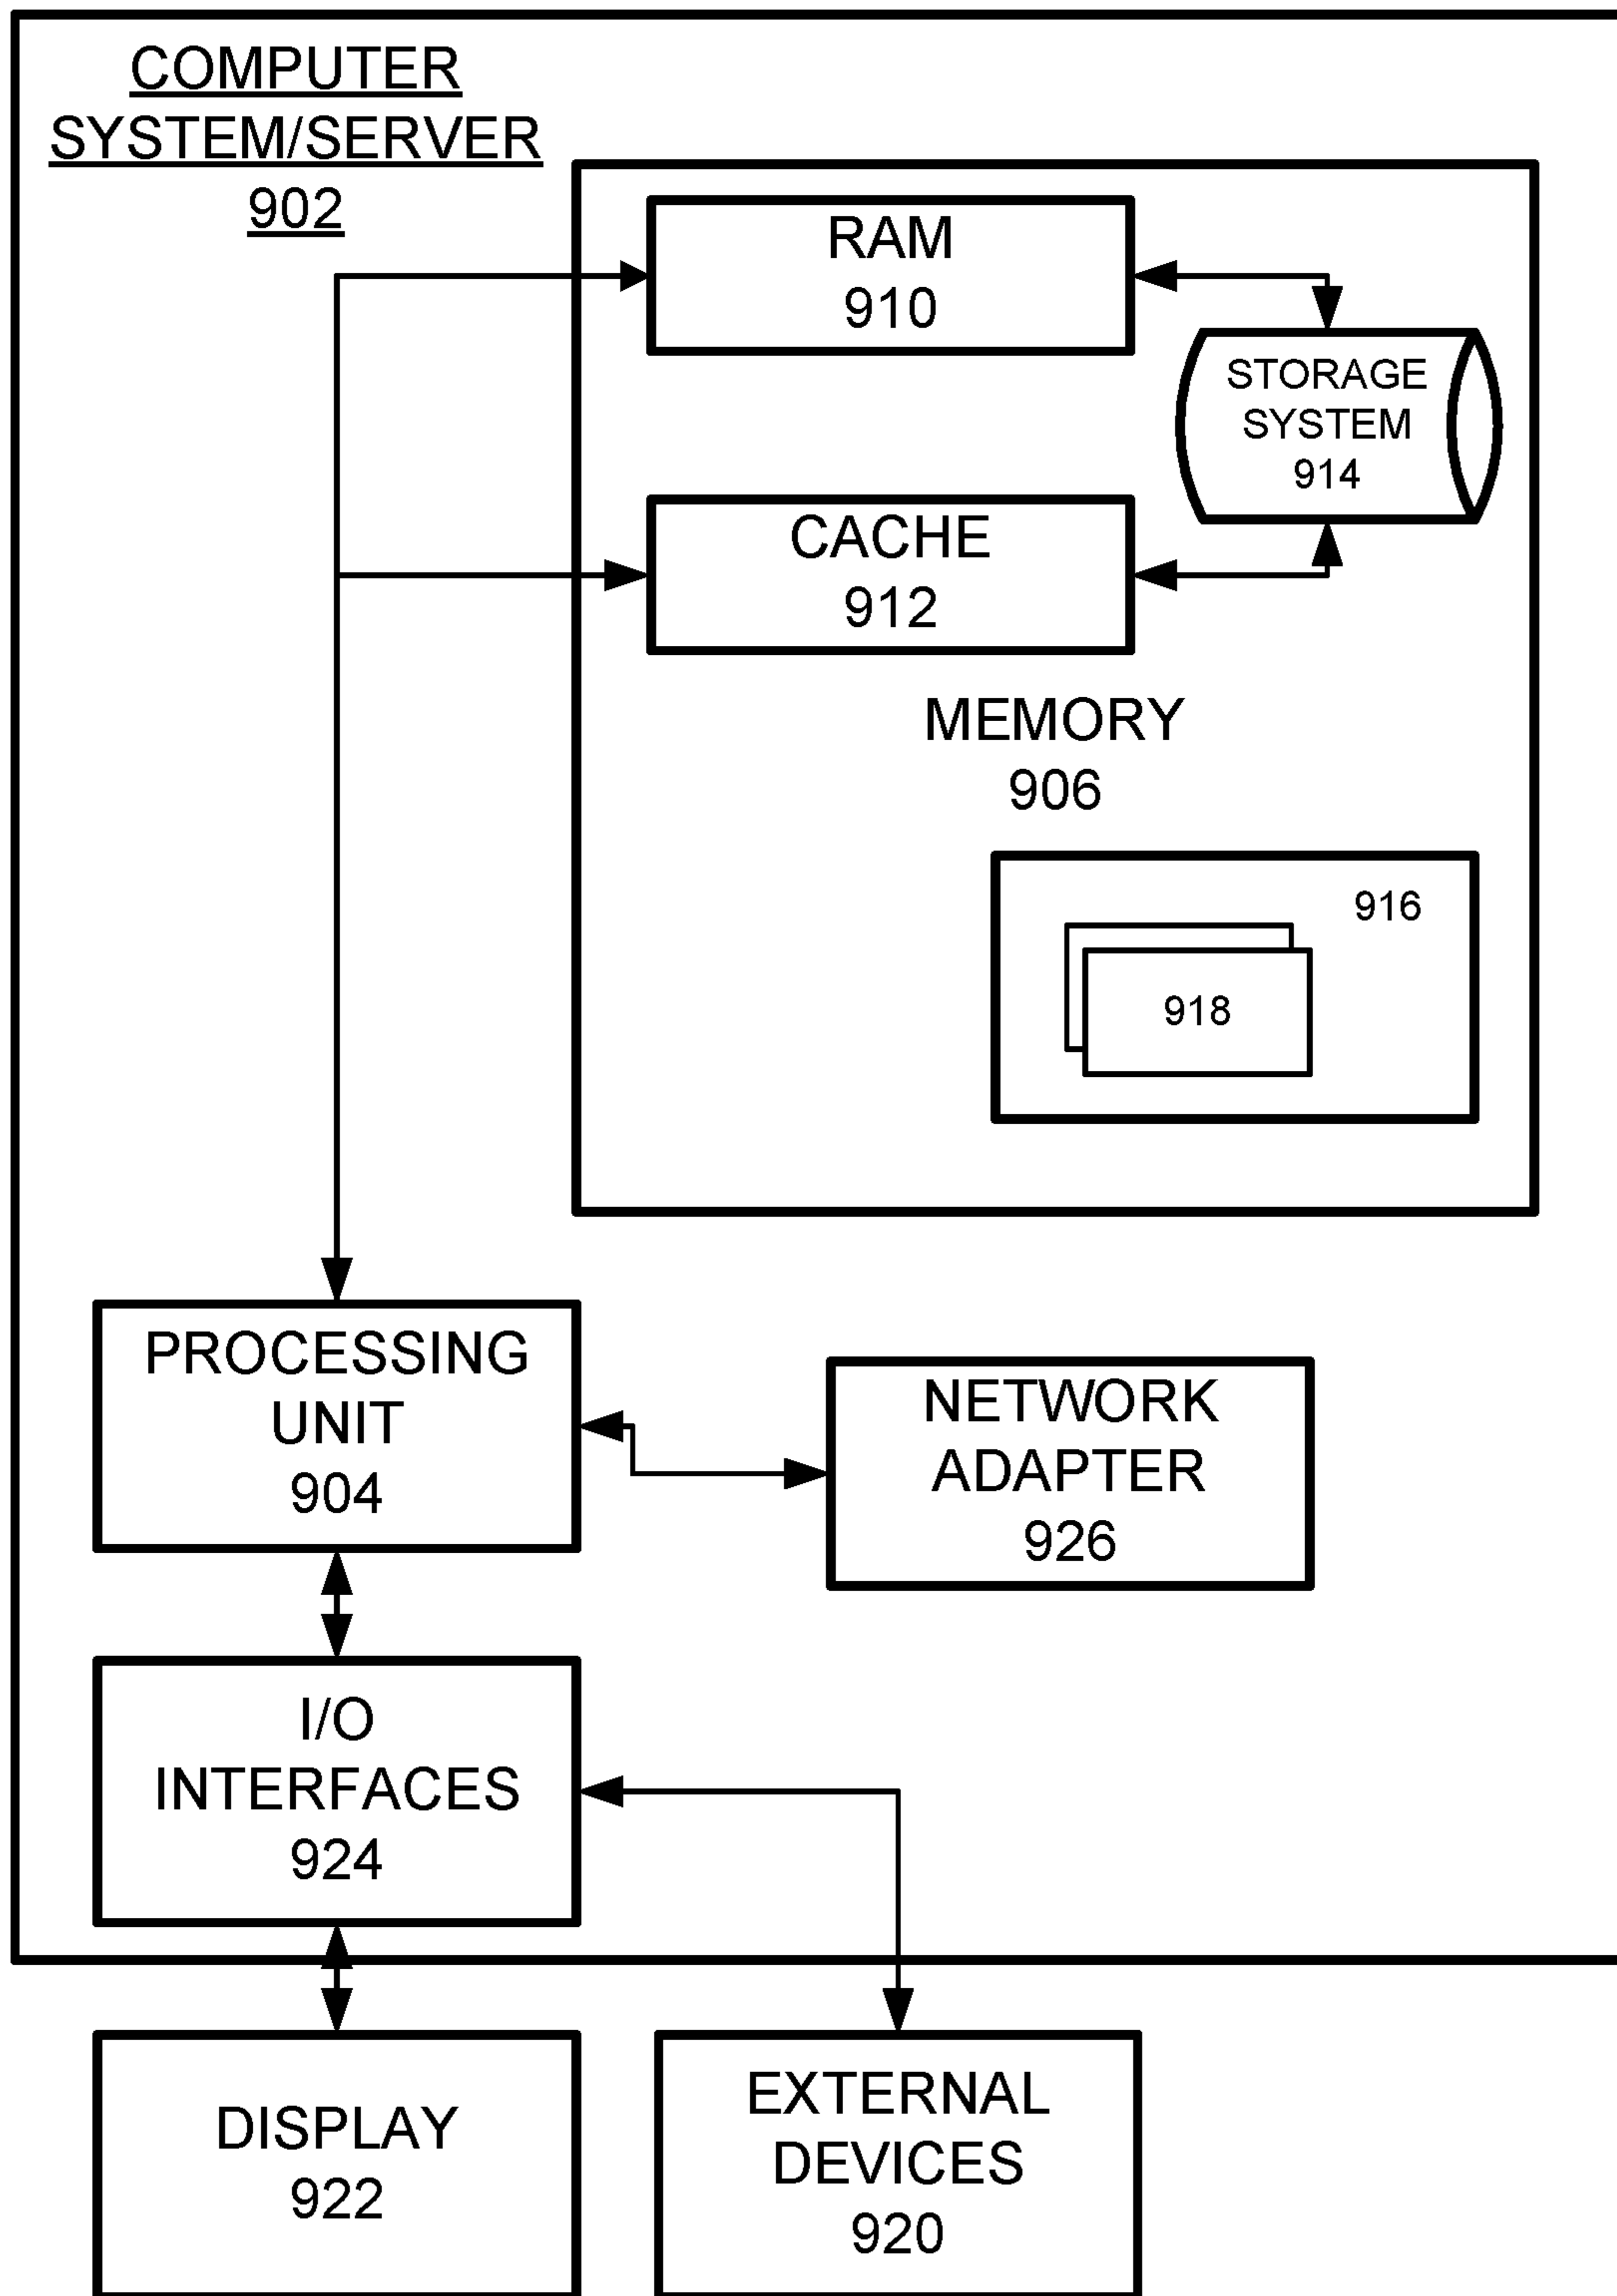 COMPUTER
SYSTEM/SERVER
902
RAM
910
STORAGE
SYSTEM
914
CACHE
912
MEMORY
906
916
918
PROCESSING
UNIT
904
NETWORK
ADAPTER
926
I/O
INTERFACES
924
DISPLAY
922
EXTERNAL
DEVICES
920